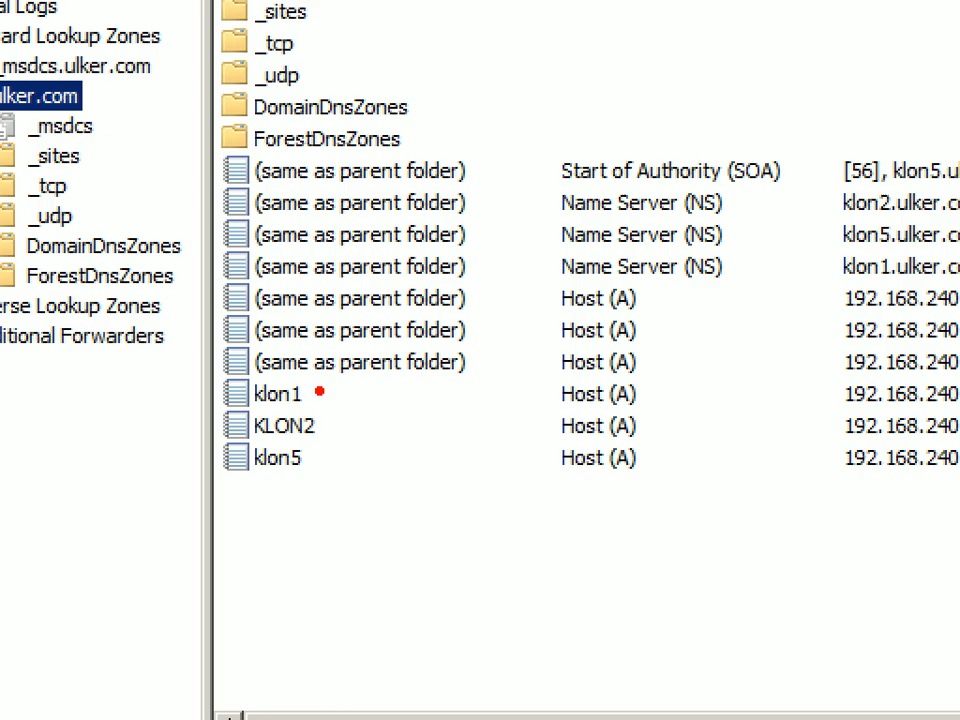 al Logs
ard Lookup Zones
_msdcs.ulker.com
ulker.com
_msdcs
_sites
_tcp
_udp
DomainDnsZones
ForestDnsZones
erse Lookup Zones
ditional Forwarders
_sites
_tcp
_udp
DomainDnsZones
ForestDnsZones
(same as parent folder) Start of Authority (SOA) [56], klon5.ul
(same as parent folder) Name Server (NS) klon2.ulker.co
(same as parent folder) Name Server (NS) klon5.ulker.co
(same as parent folder) Name Server (NS) klon1.ulker.co
(same as parent folder) Host (A) 192.168.240
(same as parent folder) Host (A) 192.168.240
(same as parent folder) Host (A) 192.168.240
klon1 Host (A) 192.168.240
KLON2 Host (A) 192.168.240
klon5 Host (A) 192.168.240